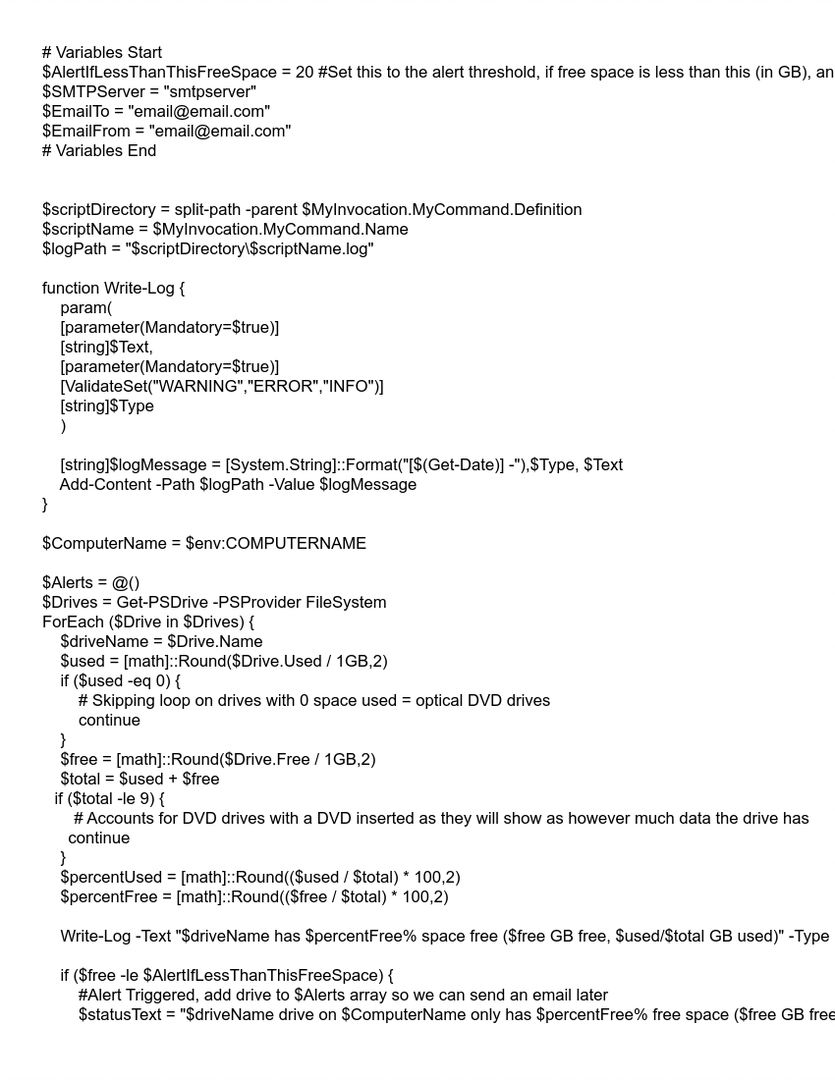 # Variables Start
$AlertIfLessThanThisFreeSpace = 20 #Set this to the alert threshold, if free space is less than this (in GB), an
$SMTPServer = "smtpserver"
$EmailTo = "email@email.com"
$EmailFrom = "email@email.com"
# Variables End
$scriptDirectory = split-path -parent $MyInvocation.MyCommand.Definition
$scriptName = $MyInvocation.MyCommand.Name
$logPath = "$scriptDirectory\$scriptName.log"
function Write-Log {
param(
[parameter(Mandatory=$true)]
[string]$Text,
[parameter(Mandatory=$true)]
[ValidateSet("WARNING","ERROR","INFO")]
[string]$Type
)
[string]$logMessage = [System.String]::Format("[$(Get-Date)] -"),$Type, $Text
Add-Content -Path $logPath -Value $logMessage
}
$ComputerName = $env:COMPUTERNAME
$Alerts = @()
$Drives = Get-PSDrive -PSProvider FileSystem
ForEach ($Drive in $Drives) {
$driveName = $Drive.Name
$used = [math]::Round($Drive.Used / 1GB,2)
if ($used -eq 0) {
# Skipping loop on drives with 0 space used = optical DVD drives
continue
}
$free = [math]::Round($Drive.Free / 1GB,2)
$total = $used + $free
if ($total -le 9) {
# Accounts for DVD drives with a DVD inserted as they will show as however much data the drive has
continue
}
$percentUsed = [math]::Round(($used / $total) * 100,2)
$percentFree = [math]::Round(($free / $total) * 100,2)
Write-Log -Text "$driveName has $percentFree% space free ($free GB free, $used/$total GB used)" -Type
if ($free -le $AlertIfLessThanThisFreeSpace) {
#Alert Triggered, add drive to $Alerts array so we can send an email later
$statusText = "$driveName drive on $ComputerName only has $percentFree% free space ($free GB free